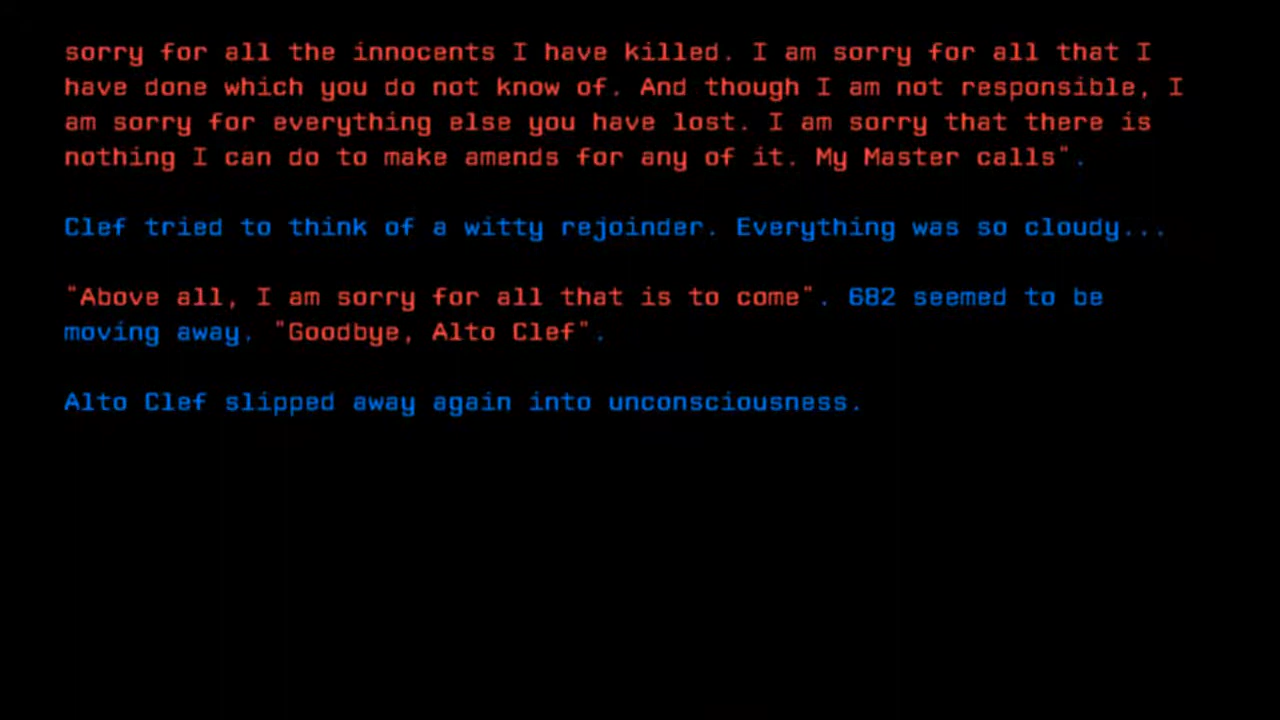 sorry for all the innocents I have killed. I am sorry for all that I
have done which you do not know of. And though I am not responsible, I
am sorry for everything else you have lost. I am sorry that there is
nothing I can do to make amends for any of it. My Master calls".
Clef tried to think of a witty rejoinder. Everything was so cloudy...
"Above all, I am sorry for all that is to come". 682 seemed to be
moving away. "Goodbye, Alto Clef".
Alto Clef slipped away again into unconsciousness.